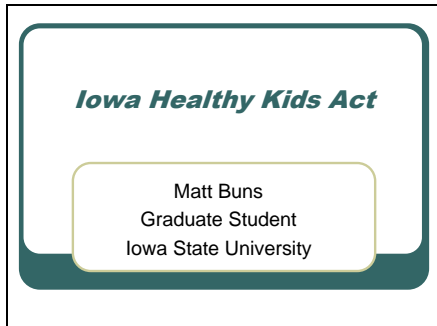 Iowa Healthy Kids Act
Matt Buns
Graduate Student
Iowa State University